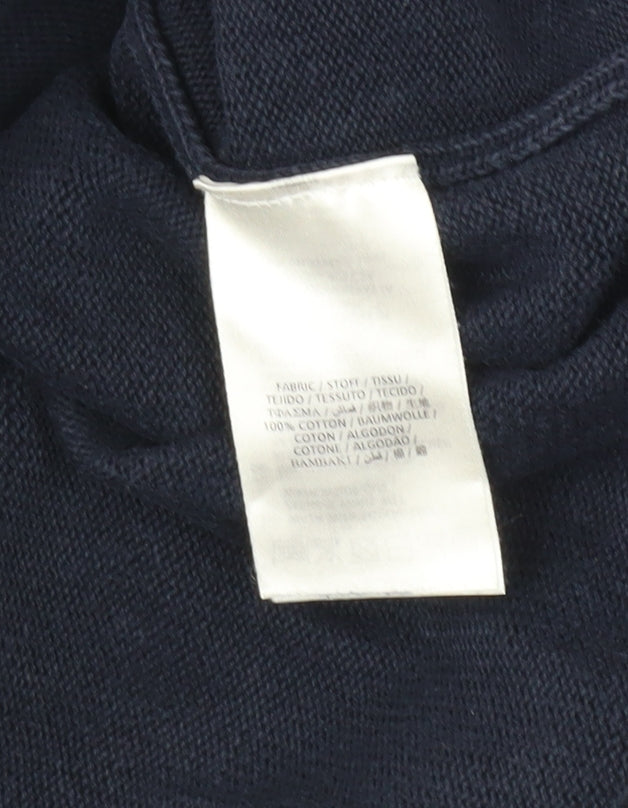 FABRIC / STOFF / TISSU /
TEJIDO / TESSUTO / TECIDO /
ΥΦΑΣΜΑ / قماش / 織物 / 生地
100% COTTON / BAUMWOLLE /
COTON / ALGODON /
COTONE / ALGODÃO /
ΒΑΜΒΑΚΙ / قطن / 棉 / 綿